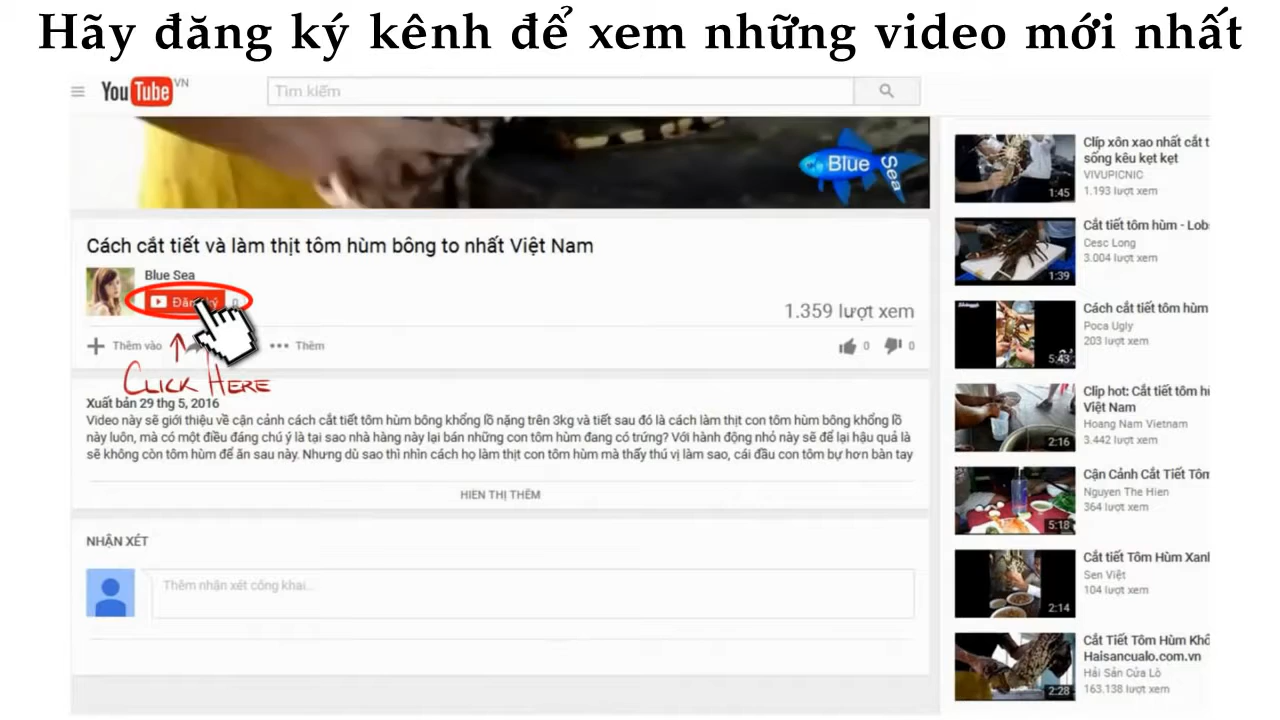 Hãy đăng ký kênh để xem những video mới nhất
YouTube VN
Tìm kiếm
Blue Sea
Cách cắt tiết và làm thịt tôm hùm bông to nhất Việt Nam
Blue Sea
Đăng ký 0
1.359 lượt xem
Thêm vào
Thêm
0 0
CLICK HERE
Xuất bản 29 thg 5, 2016
Video này sẽ giới thiệu về cận cảnh cách cắt tiết tôm hùm bông khổng lồ nặng trên 3kg và tiết sau đó là cách làm thịt con tôm hùm bông khổng lồ
này luôn, mà có một điều đáng chú ý là tại sao nhà hàng này lại bán những con tôm hùm đang có trứng? Với hành động nhỏ này sẽ để lại hậu quả là
sẽ không còn tôm hùm để ăn sau này. Nhưng dù sao thì nhìn cách họ làm thịt con tôm hùm mà thấy thú vị làm sao, cái đầu con tôm bự hơn bàn tay
HIỂN THỊ THÊM
NHẬN XÉT
Thêm nhận xét công khai...
Clíp xôn xao nhất cắt t
sống kêu kẹt kẹt
VIVUPICNIC
1.193 lượt xem
1:45
Cắt tiết tôm hùm - Lobs
Cesc Long
3.004 lượt xem
1:39
Cách cắt tiết tôm hùm
Poca Ugly
203 lượt xem
5:43
Clip hot: Cắt tiết tôm hù
Việt Nam
Hoang Nam Vietnam
3.442 lượt xem
2:16
Cận Cảnh Cắt Tiết Tôm
Nguyen The Hien
364 lượt xem
5:18
Cắt tiết Tôm Hùm Xanh
Sen Việt
104 lượt xem
2:14
Cắt Tiết Tôm Hùm Khổ
Haisancualo.com.vn
Hải Sản Cửa Lò
163.138 lượt xem
2:28